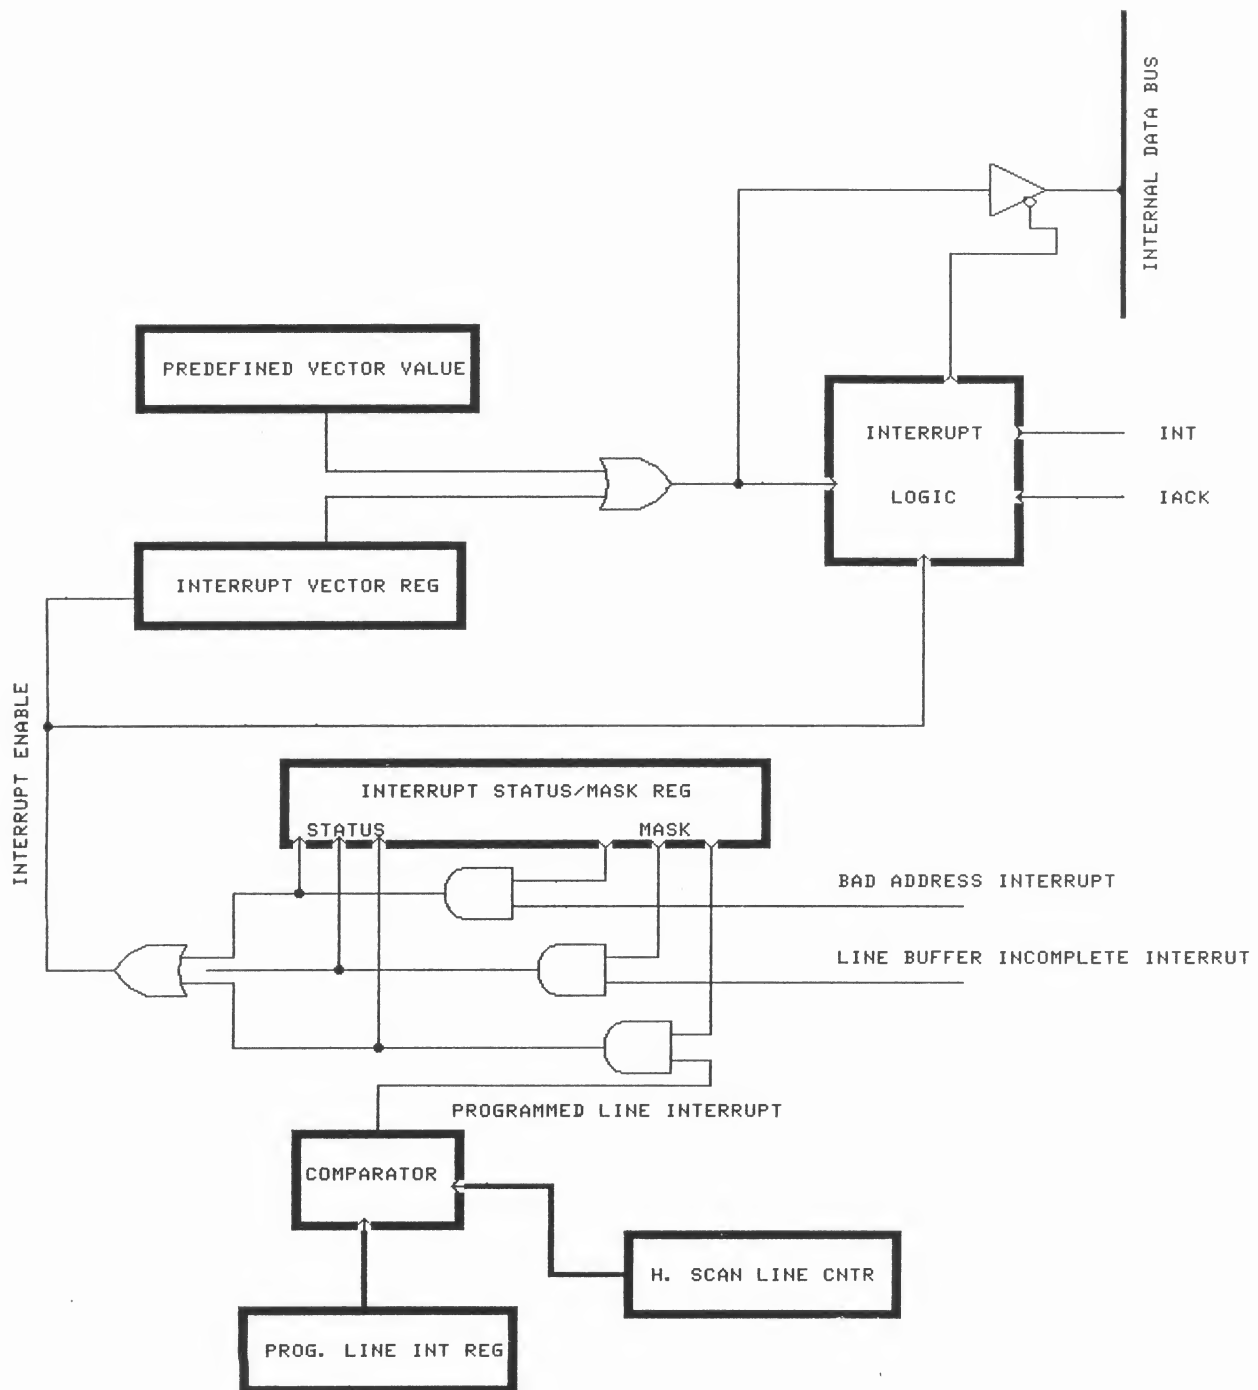 INTERNAL DATA BUS
PREDEFINED VECTOR VALUE
INTERRUPT
LOGIC
INT
IACK
INTERRUPT VECTOR REG
INTERRUPT ENABLE
INTERRUPT STATUS/MASK REG
STATUS
MASK
BAD ADDRESS INTERRUPT
LINE BUFFER INCOMPLETE INTERRUT
PROGRAMMED LINE INTERRUPT
COMPARATOR
H. SCAN LINE CNTR
PROG. LINE INT REG